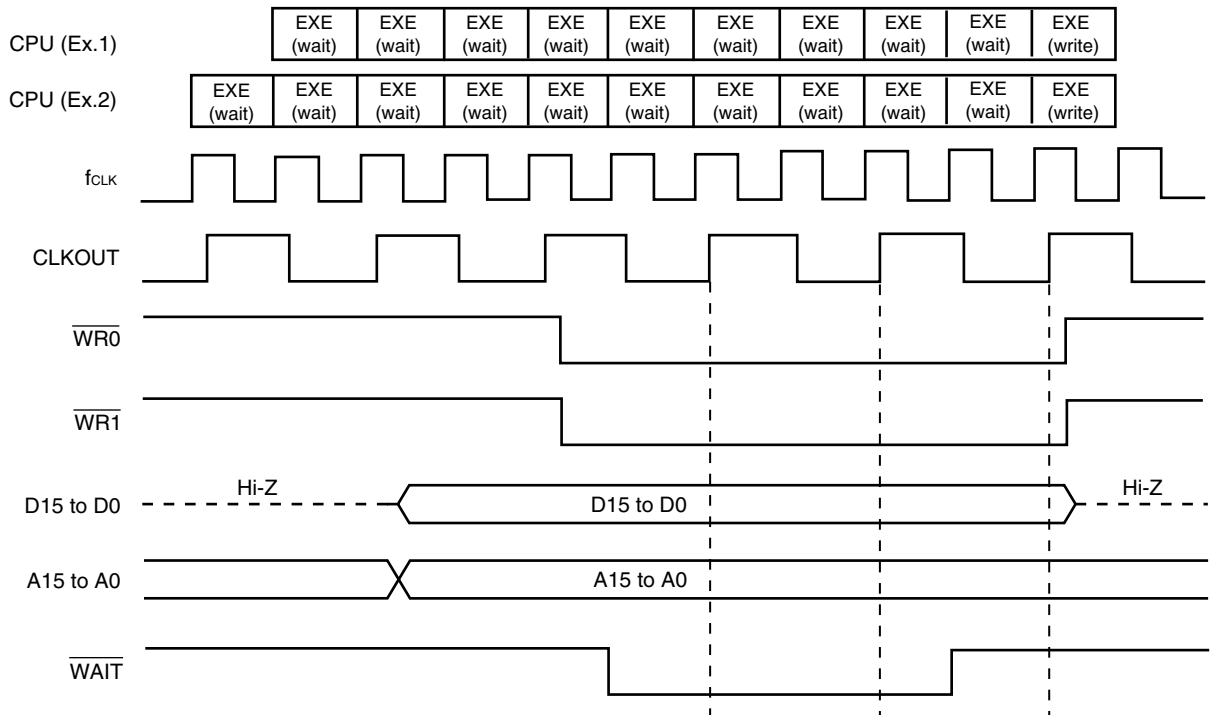 CPU (Ex.1) EXE (wait) EXE (wait) EXE (wait) EXE (wait) EXE (wait) EXE (wait) EXE (wait) EXE (wait) EXE (wait) EXE (write)
CPU (Ex.2) EXE (wait) EXE (wait) EXE (wait) EXE (wait) EXE (wait) EXE (wait) EXE (wait) EXE (wait) EXE (wait) EXE (wait) EXE (write)
fCLK
CLKOUT
WR0
WR1
D15 to D0 Hi-Z D15 to D0 Hi-Z
A15 to A0 A15 to A0
WAIT